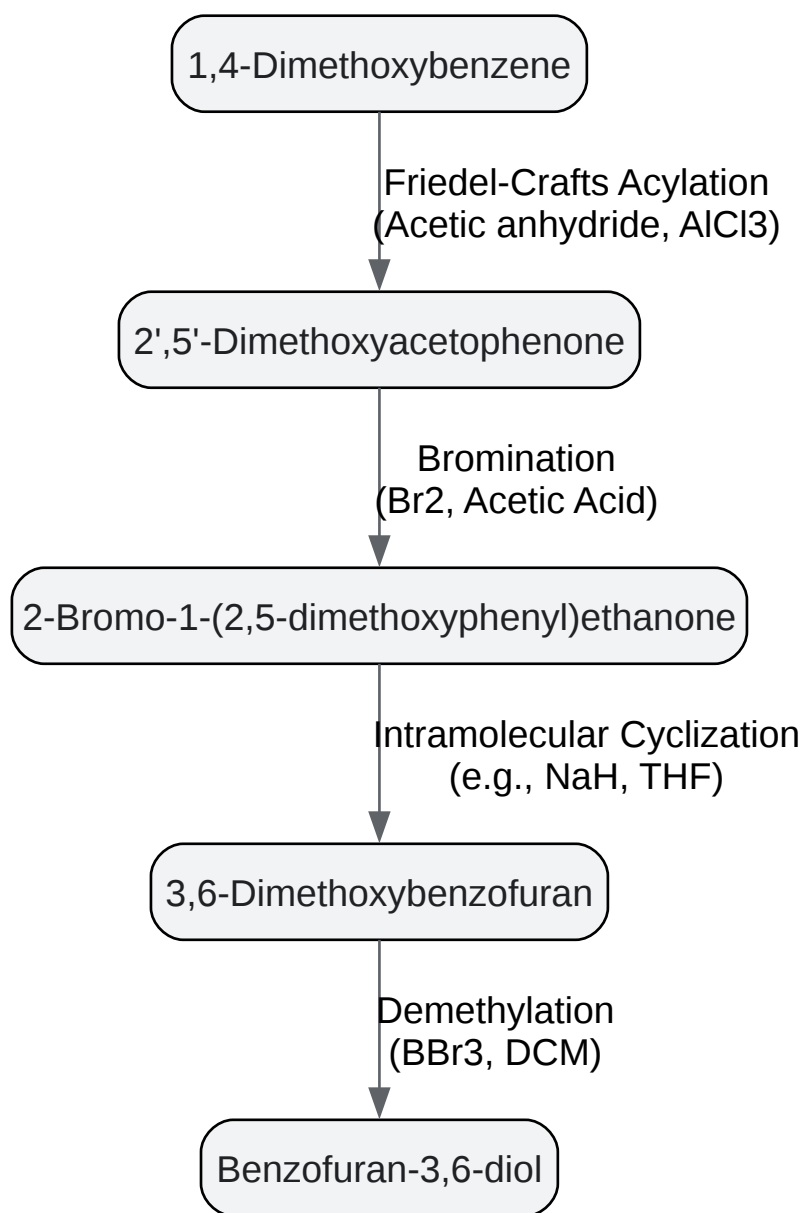 1,4-Dimethoxybenzene
Friedel-Crafts Acylation
(Acetic anhydride, AlCl3)
2',5'-Dimethoxyacetophenone
Bromination
(Br2, Acetic Acid)
2-Bromo-1-(2,5-dimethoxyphenyl)ethanone
Intramolecular Cyclization
(e.g., NaH, THF)
3,6-Dimethoxybenzofuran
Demethylation
(BBr3, DCM)
Benzofuran-3,6-diol